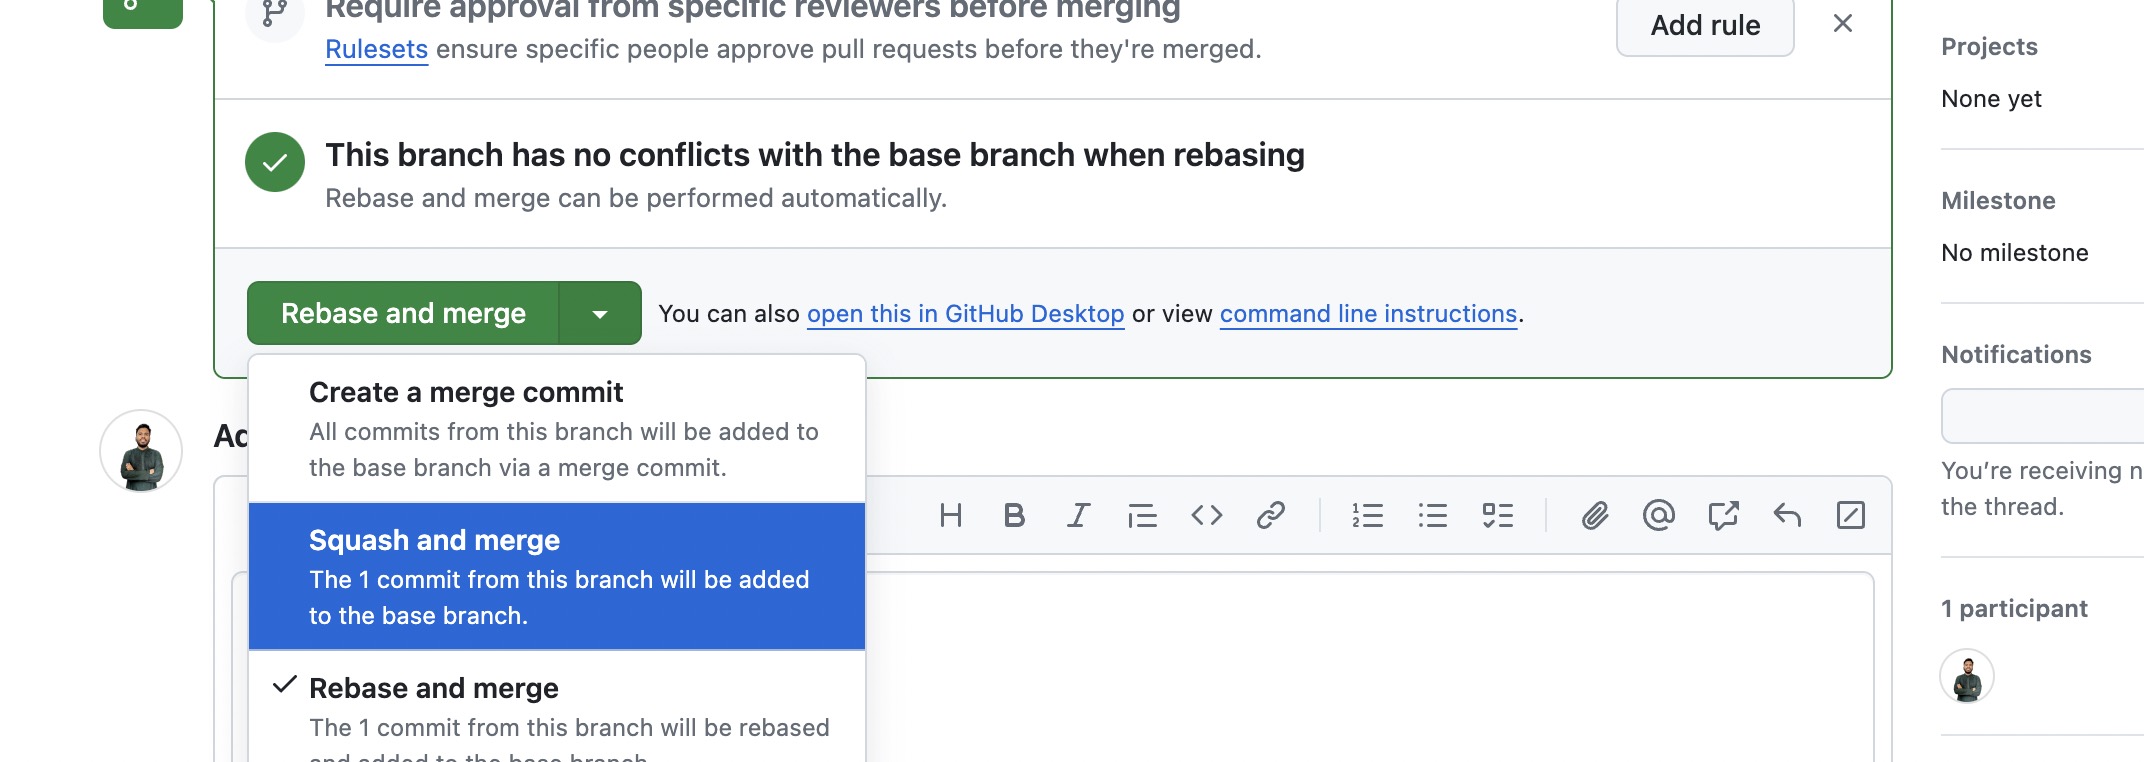 Require approval from specific reviewers before merging
Rulesets ensure specific people approve pull requests before they're merged.
Add rule
This branch has no conflicts with the base branch when rebasing
Rebase and merge can be performed automatically.
Rebase and merge
You can also open this in GitHub Desktop or view command line instructions.
Create a merge commit
All commits from this branch will be added to
the base branch via a merge commit.
Squash and merge
The 1 commit from this branch will be added
to the base branch.
Rebase and merge
The 1 commit from this branch will be rebased
and added to the base branch.
Projects
None yet
Milestone
No milestone
Notifications
You’re receiving n
the thread.
1 participant